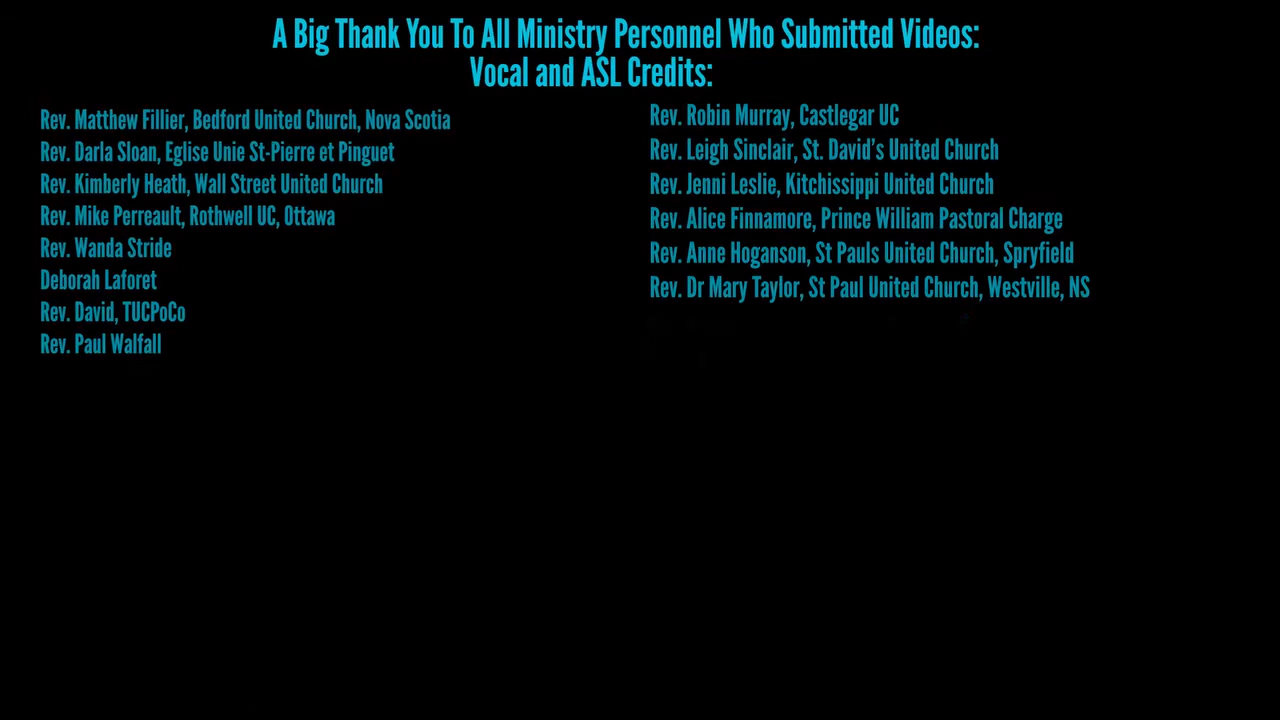 A Big Thank You To All Ministry Personnel Who Submitted Videos:
Vocal and ASL Credits:
Rev. Matthew Fillier, Bedford United Church, Nova Scotia
Rev. Darla Sloan, Eglise Unie St-Pierre et Pinguet
Rev. Kimberly Heath, Wall Street United Church
Rev. Mike Perreault, Rothwell UC, Ottawa
Rev. Wanda Stride
Deborah Laforet
Rev. David, TUCPoCo
Rev. Paul Walfall
Rev. Robin Murray, Castlegar UC
Rev. Leigh Sinclair, St. David's United Church
Rev. Jenni Leslie, Kitchissippi United Church
Rev. Alice Finnamore, Prince William Pastoral Charge
Rev. Anne Hoganson, St Pauls United Church, Spryfield
Rev. Dr Mary Taylor, St Paul United Church, Westville, NS